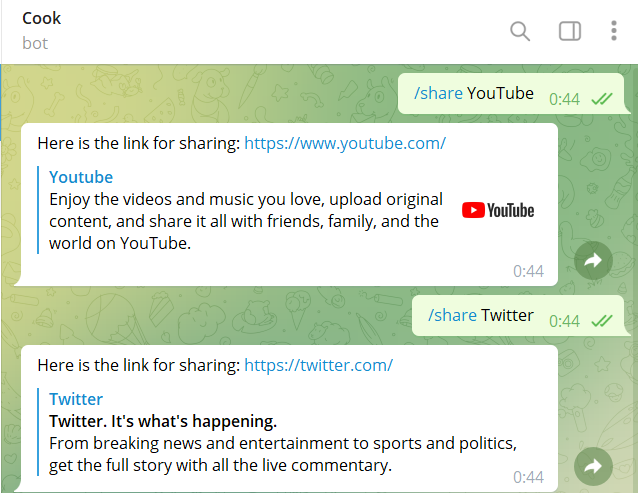 Cook
bot
/share YouTube 0:44
Here is the link for sharing: https://www.youtube.com/
Youtube
Enjoy the videos and music you love, upload original
content, and share it all with friends, family, and the
world on YouTube.
YouTube
0:44
/share Twitter 0:44
Here is the link for sharing: https://twitter.com/
Twitter
Twitter. It's what's happening.
From breaking news and entertainment to sports and politics,
get the full story with all the live commentary.
0:44